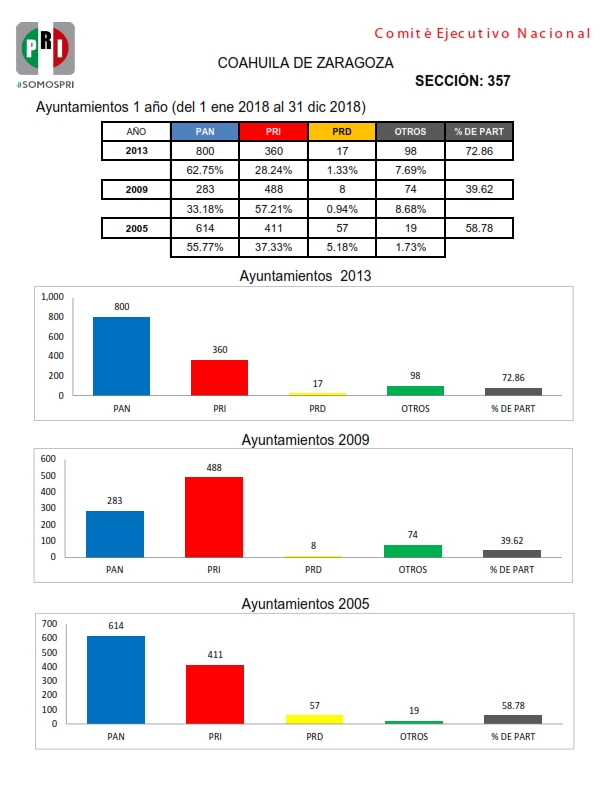 Comité Ejecutivo Nacional
PRI
#SOMOSPRI
COAHUILA DE ZARAGOZA
SECCIÓN: 357
Ayuntamientos 1 año (del 1 ene 2018 al 31 dic 2018)
AÑO PAN PRI PRD OTROS % DE PART
2013 800 360 17 98 72.86
62.75% 28.24% 1.33% 7.69%
2009 283 488 8 74 39.62
33.18% 57.21% 0.94% 8.68%
2005 614 411 57 19 58.78
55.77% 37.33% 5.18% 1.73%
Ayuntamientos 2013
1,000
800
600
400
200
0
800 360 17 98 72.86
PAN PRI PRD OTROS % DE PART
Ayuntamientos 2009
600
500
400
300
200
100
0
283 488 8 74 39.62
PAN PRI PRD OTROS % DE PART
Ayuntamientos 2005
700
600
500
400
300
200
100
0
614 411 57 19 58.78
PAN PRI PRD OTROS % DE PART